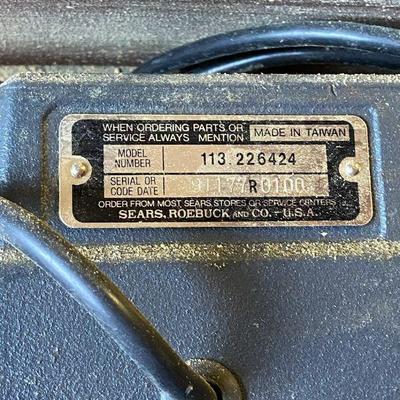 WHEN ORDERING PARTS OR
SERVICE ALWAYS MENTION
MADE IN TAIWAN
MODEL
NUMBER
113.226424
SERIAL OR
CODE DATE
91177R0100
ORDER FROM MOST SEARS STORES OR SERVICE CENTERS
SEARS, ROEBUCK AND CO. - U.S.A.